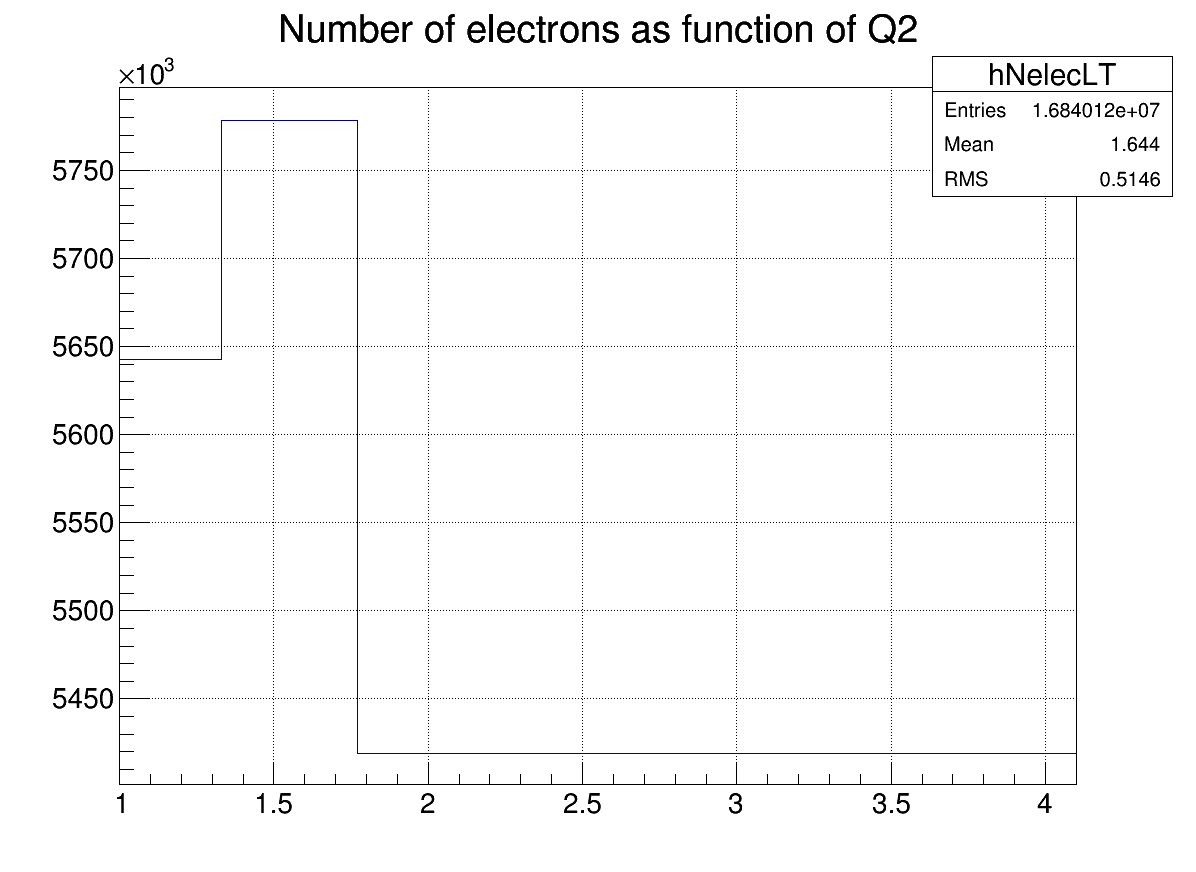 Number of electrons as function of Q2
×10³
hNelecLT
Entries 1.684012e+07
Mean 1.644
RMS 0.5146
5750
5700
5650
5600
5550
5500
5450
1 1.5 2 2.5 3 3.5 4